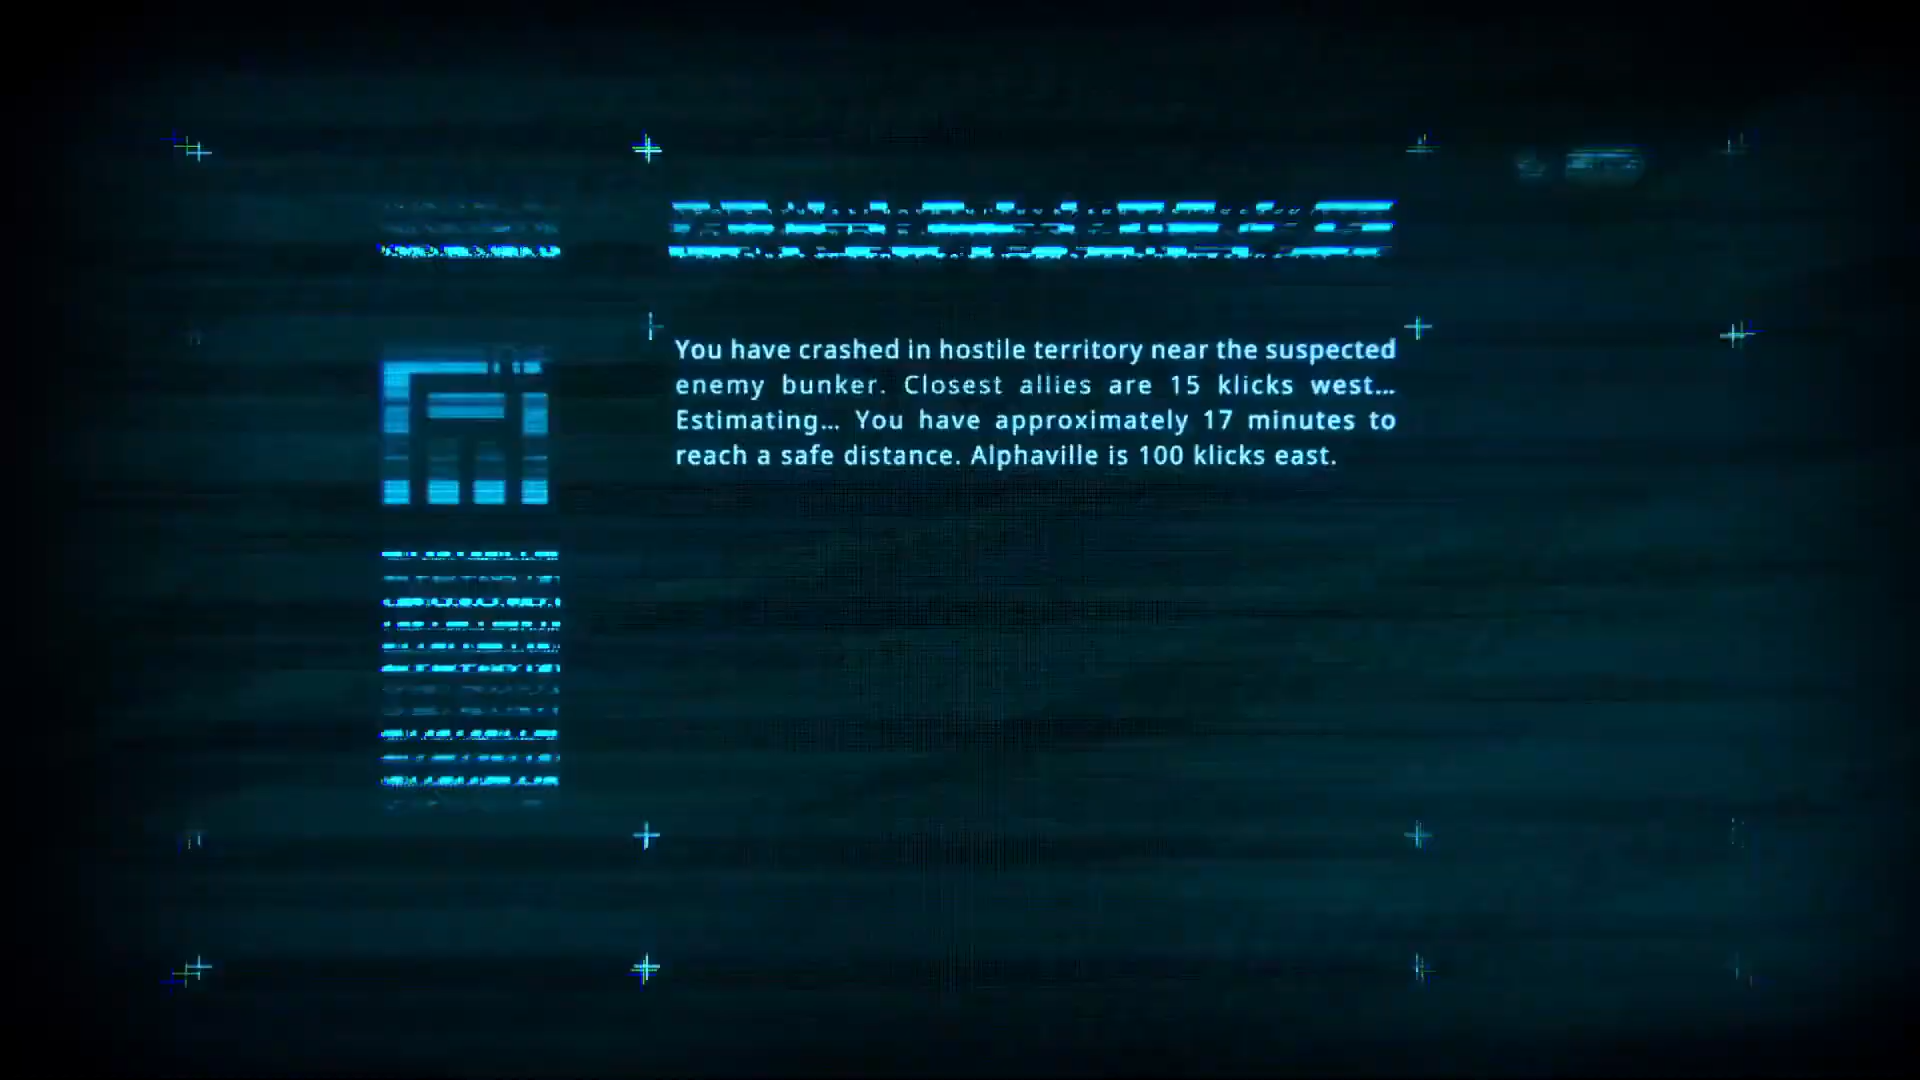 You have crashed in hostile territory near the suspected
enemy bunker. Closest allies are 15 klicks west…
Estimating… You have approximately 17 minutes to
reach a safe distance. Alphaville is 100 klicks east.